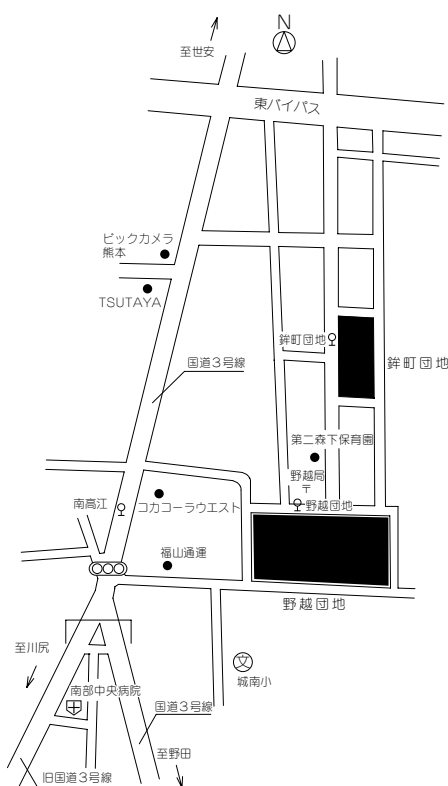 N
至世安
東バイパス
ビックカメラ
熊本
TSUTAYA
鉾町団地
国道3号線
鉾町団地
第二森下保育園
野越局
〒
野越団地
南高江
コカコーラウエスト
福山通運
野越団地
至川尻
文
城南小
南部中央病院
国道3号線
至野田
旧国道3号線